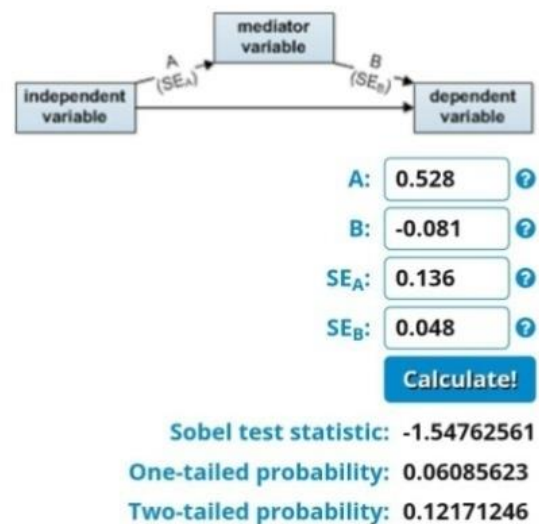 mediator
variable
A
(SEA)
B
(SEB)
independent
variable
dependent
variable
A: 0.528 ?
B: -0.081 ?
SEA: 0.136 ?
SEB: 0.048 ?
Calculate!
Sobel test statistic: -1.54762561
One-tailed probability: 0.06085623
Two-tailed probability: 0.12171246